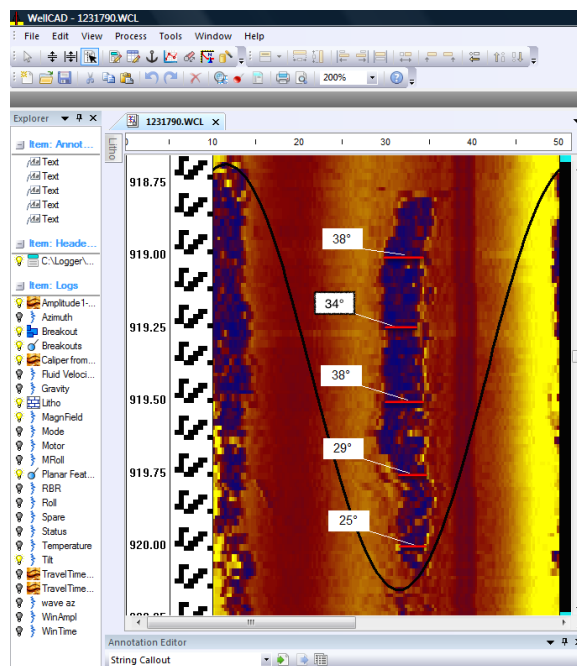 WellCAD - 1231790.WCL
File Edit View Process Tools Window Help
200%
Explorer
1231790.WCL
Item: Annot...
Text
Text
Text
Text
Text
Item: Heade...
C:\Logger\...
Item: Logs
Amplitude1-...
Azimuth
Breakout
Breakouts
Caliper from...
Fluid Veloci...
Gravity
Litho
MagnField
Mode
Motor
MRoll
Planar Feat...
RBR
Roll
Spare
Status
Temperature
Tilt
TravelTime...
TravelTime...
wave az
WinAmpl
WinTime
Litho
0 10 20 30 40 50
918.75
919.00
919.25
919.50
919.75
920.00
38°
34°
38°
29°
25°
Annotation Editor
String Callout